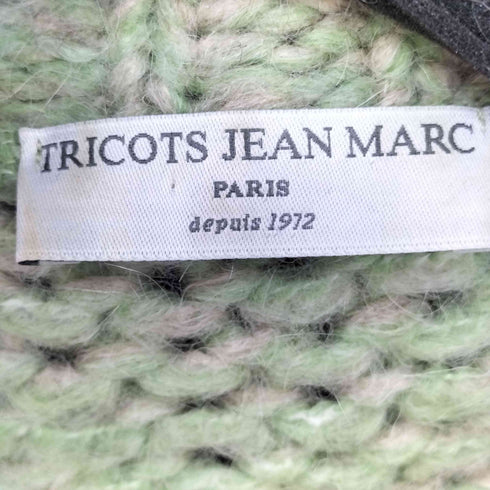 TRICOTS JEAN MARC
PARIS
depuis 1972